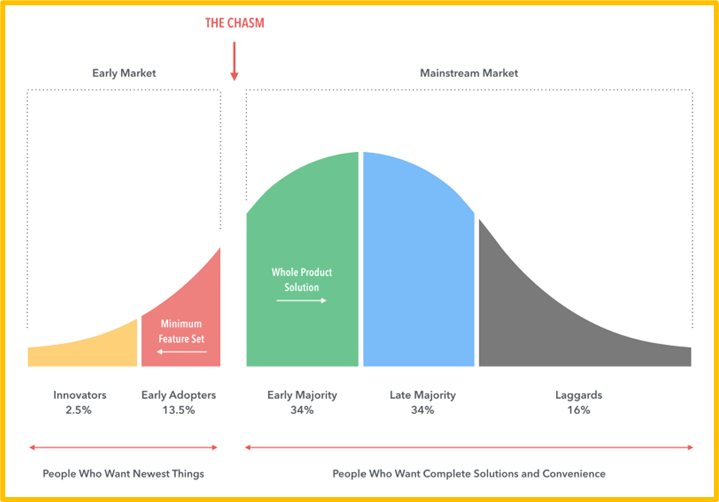 THE CHASM
Early Market
Mainstream Market
Whole Product
Solution
Minimum
Feature Set
Innovators
2.5%
Early Adopters
13.5%
Early Majority
34%
Late Majority
34%
Laggards
16%
People Who Want Newest Things
People Who Want Complete Solutions and Convenience